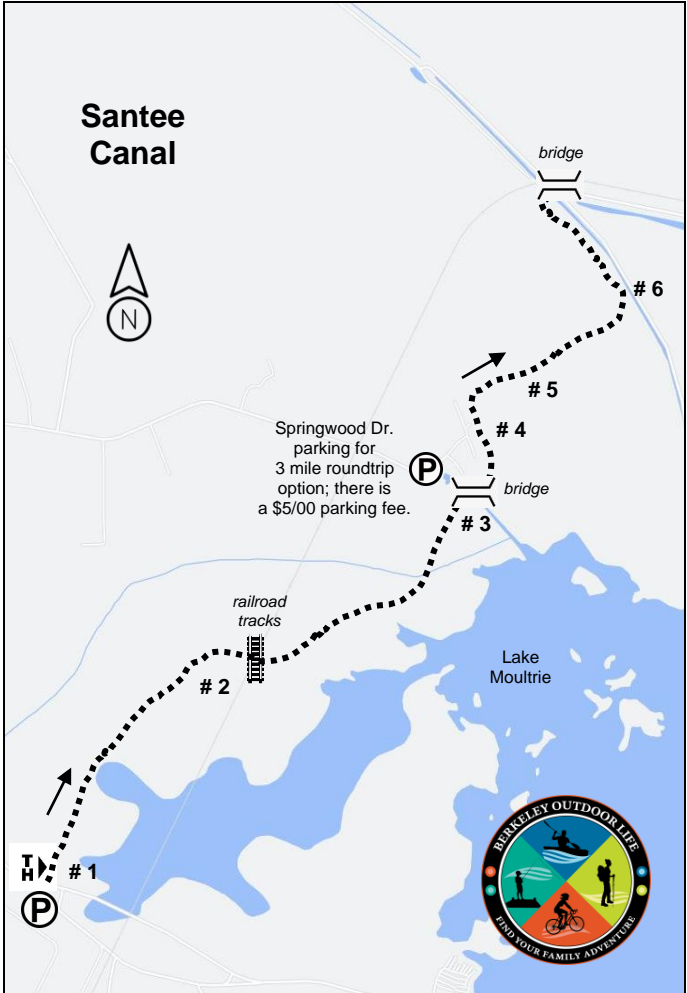 Santee
Canal
bridge
N
# 6
# 5
Springwood Dr.
parking for
3 mile roundtrip
option; there is
a $5/00 parking fee.
P
# 4
bridge
# 3
railroad
tracks
# 2
Lake
Moultrie
TH
# 1
P
BERKELEY OUTDOOR LIFE
FIND YOUR FAMILY ADVENTURE